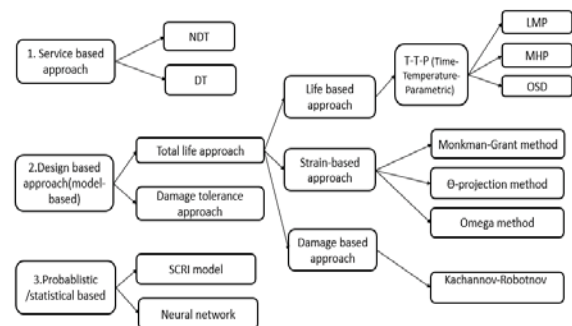 1. Service based
approach
NDT
DT
2.Design based
approach(model-
based)
Total life approach
Damage tolerance
approach
Life based
approach
T-T-P (Time-
Temperature-
Parametric)
LMP
MHP
OSD
Strain-based
approach
Monkman-Grant method
Θ-projection method
Omega method
Damage based
approach
Kachannov-Robotnov
3.Probablistic
/statistical based
SCRI model
Neural network